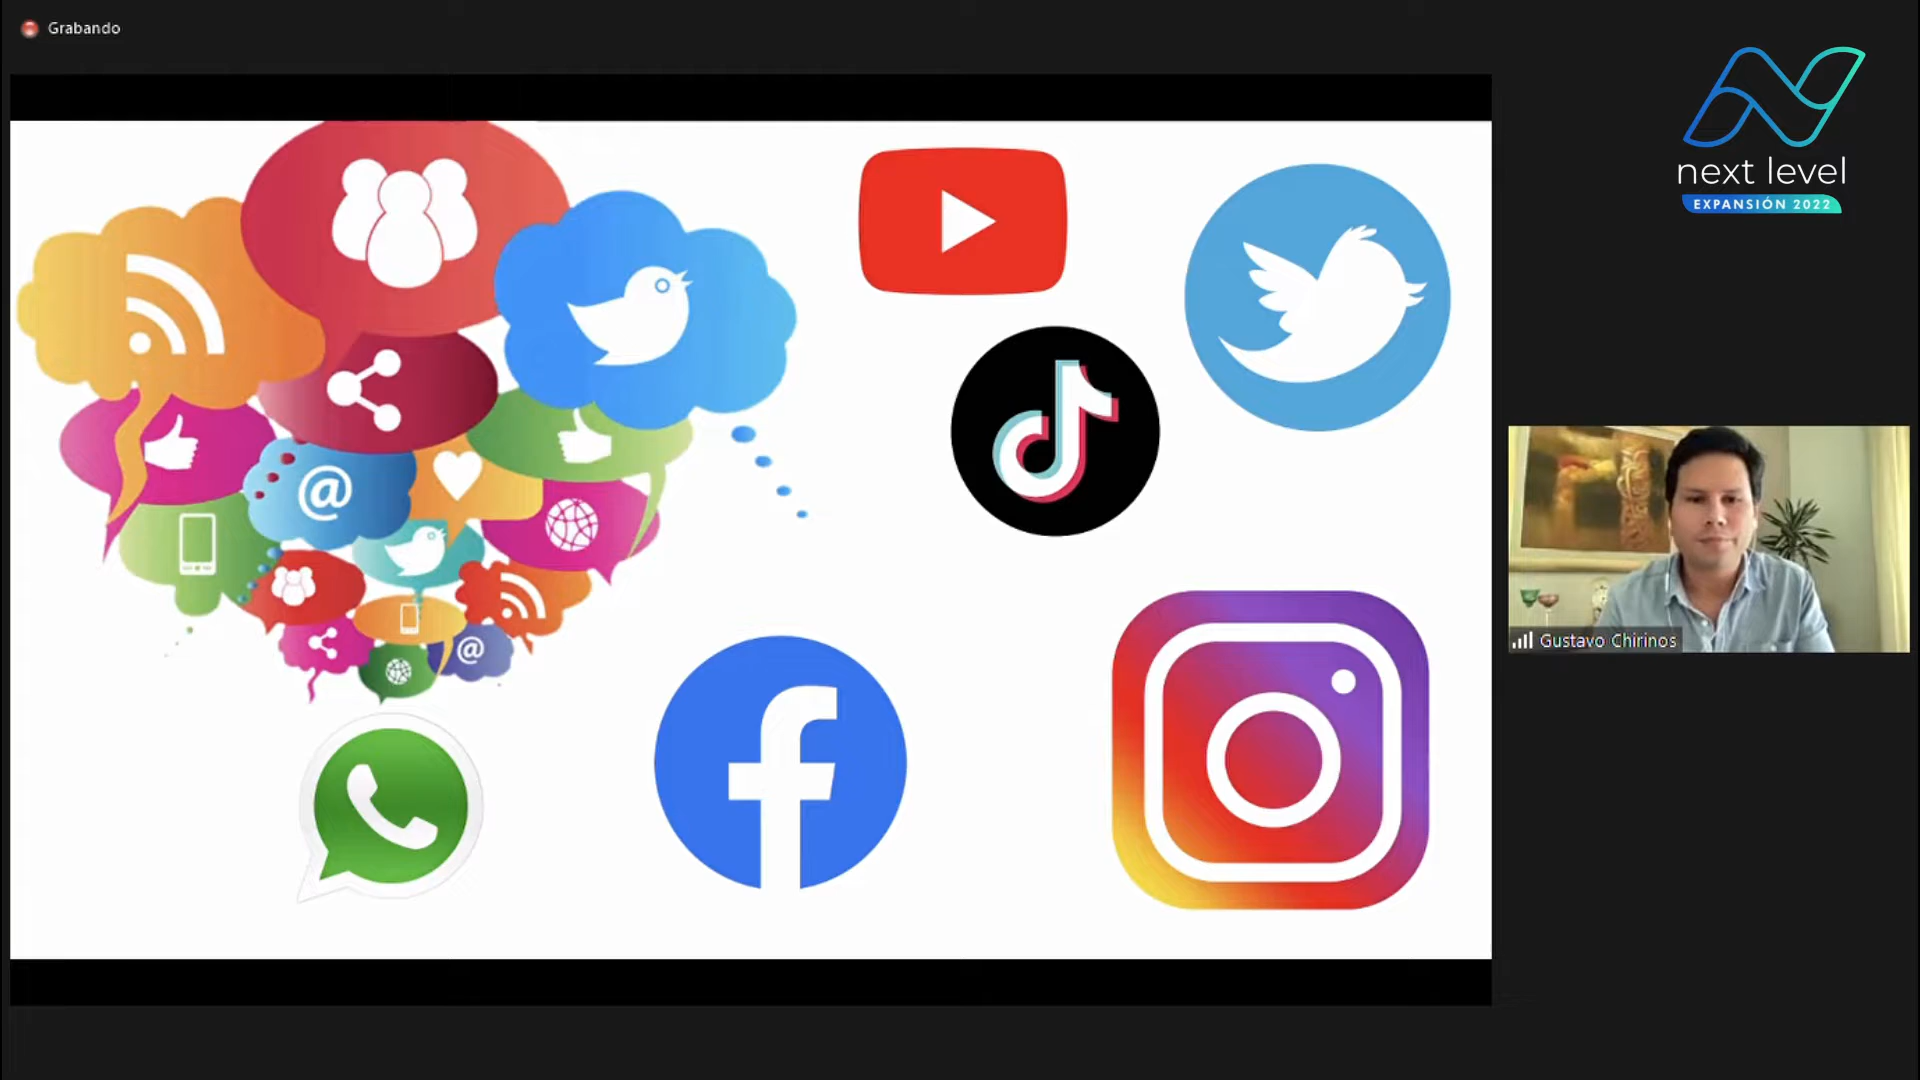 Grabando
next level
EXPANSIÓN 2022
@
@
Gustavo Chirinos